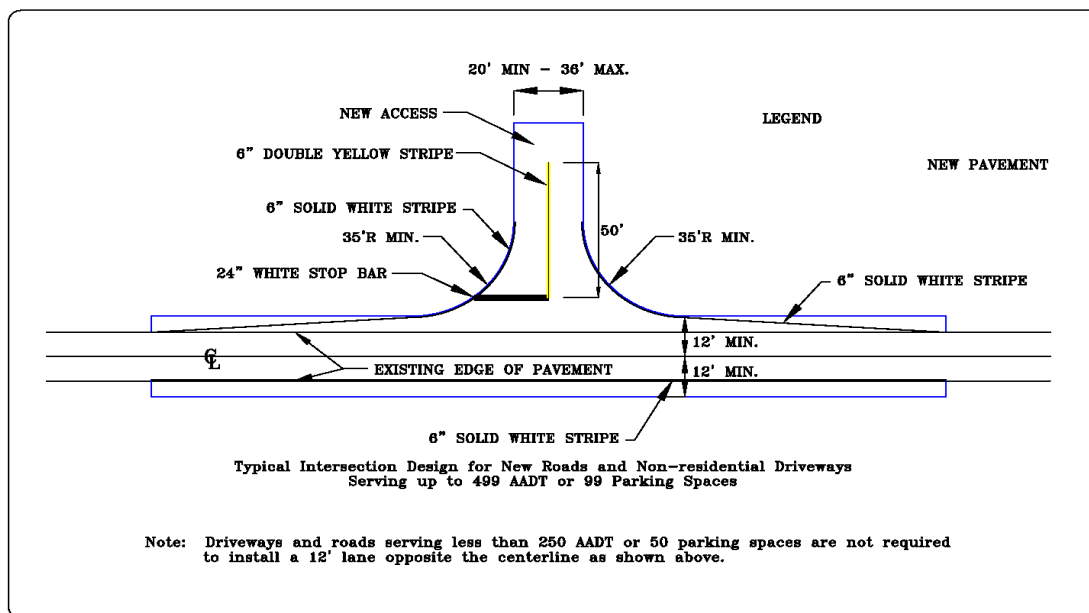 20' MIN - 36' MAX.
NEW ACCESS
LEGEND
6" DOUBLE YELLOW STRIPE
NEW PAVEMENT
6" SOLID WHITE STRIPE
35'R MIN.
50'
35'R MIN.
24" WHITE STOP BAR
6" SOLID WHITE STRIPE
12' MIN.
CL
EXISTING EDGE OF PAVEMENT
12' MIN.
6" SOLID WHITE STRIPE
Typical Intersection Design for New Roads and Non-residential Driveways
Serving up to 499 AADT or 99 Parking Spaces
Note: Driveways and roads serving less than 250 AADT or 50 parking spaces are not required
to install a 12' lane opposite the centerline as shown above.